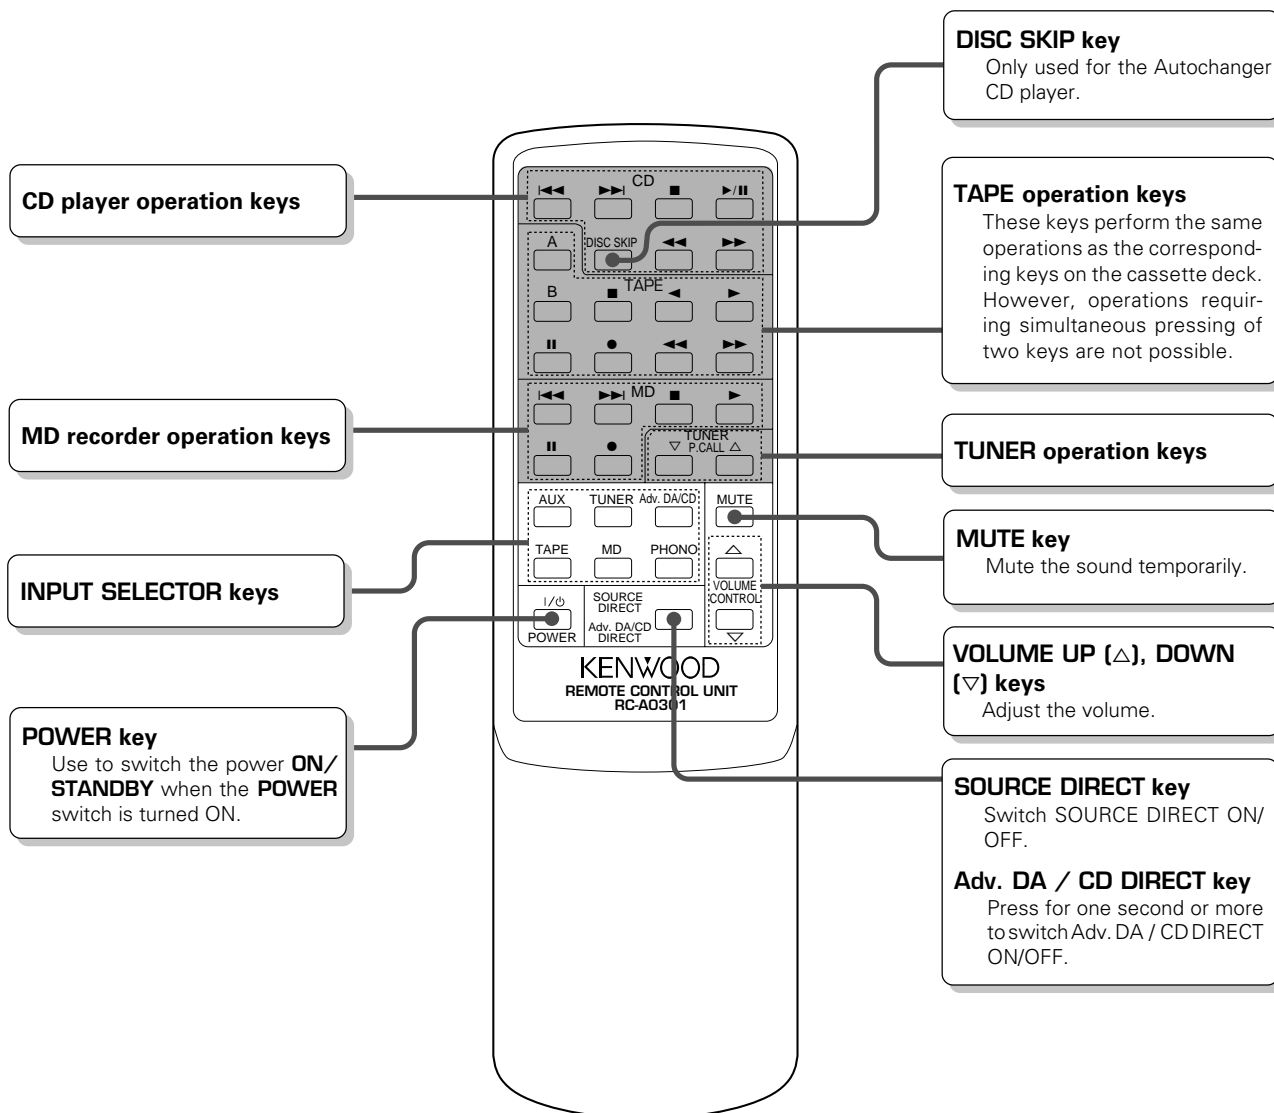 DISC SKIP key
Only used for the Autochanger
CD player.
CD player operation keys
TAPE operation keys
These keys perform the same
operations as the correspond-
ing keys on the cassette deck.
However, operations requir-
ing simultaneous pressing of
two keys are not possible.
MD recorder operation keys
TUNER operation keys
MUTE key
Mute the sound temporarily.
INPUT SELECTOR keys
VOLUME UP (△), DOWN
(▽) keys
Adjust the volume.
POWER key
Use to switch the power ON/
STANDBY when the POWER
switch is turned ON.
SOURCE DIRECT key
Switch SOURCE DIRECT ON/
OFF.
Adv. DA / CD DIRECT key
Press for one second or more
to switch Adv. DA / CD DIRECT
ON/OFF.
CD
A
DISC SKIP
B
TAPE
MD
TUNER
▽ P.CALL △
AUX TUNER Adv. DA/CD MUTE
TAPE MD PHONO
VOLUME
CONTROL
I/⏻
POWER
SOURCE
DIRECT
Adv. DA/CD
DIRECT
KENWOOD
REMOTE CONTROL UNIT
RC-A0301